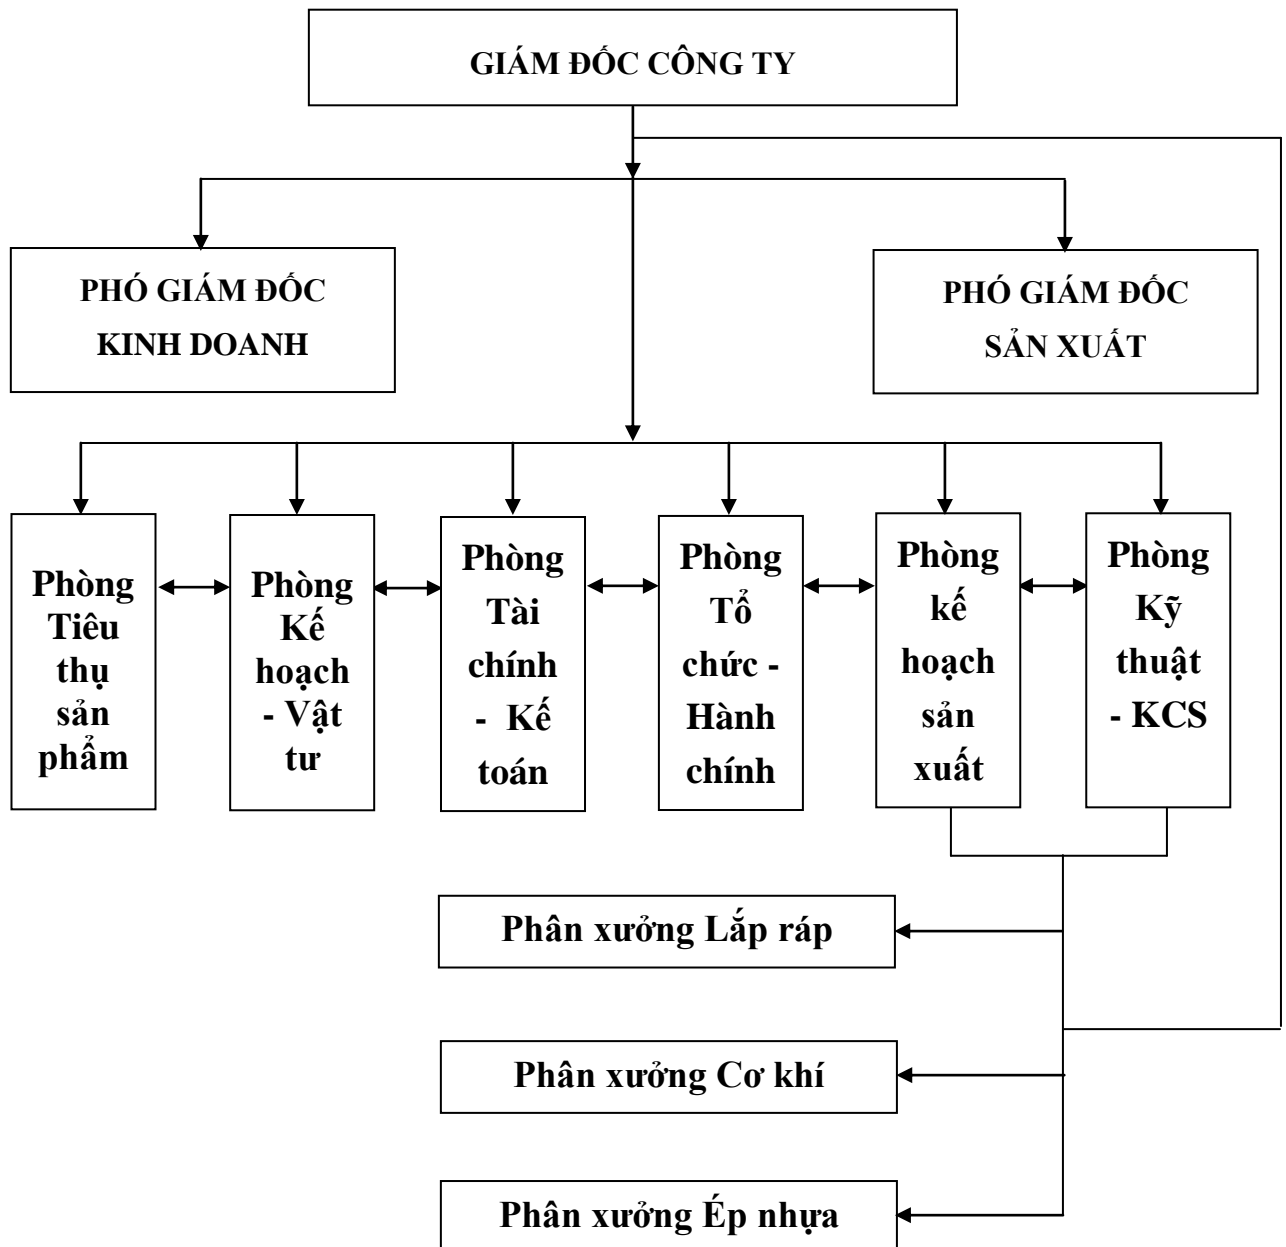 GIÁM ĐỐC CÔNG TY
PHÓ GIÁM ĐỐC
KINH DOANH
PHÓ GIÁM ĐỐC
SẢN XUẤT
Phòng
Tiêu
thụ
sản
phẩm
Phòng
Kế
hoạch
- Vật
tư
Phòng
Tài
chính
- Kế
toán
Phòng
Tổ
chức -
Hành
chính
Phòng
kế
hoạch
sản
xuất
Phòng
Kỹ
thuật
- KCS
Phân xưởng Lắp ráp
Phân xưởng Cơ khí
Phân xưởng Ép nhựa